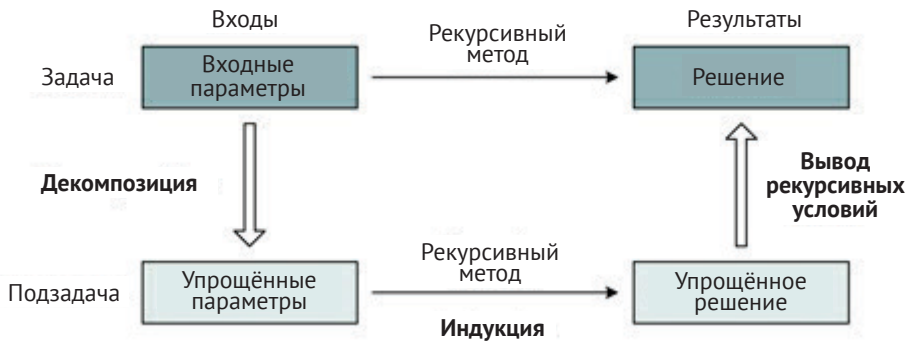 Входы
Результаты
Задача
Входные
параметры
Рекурсивный
метод
Решение
Декомпозиция
Вывод
рекурсивных
условий
Подзадача
Упрощённые
параметры
Рекурсивный
метод
Индукция
Упрощённое
решение